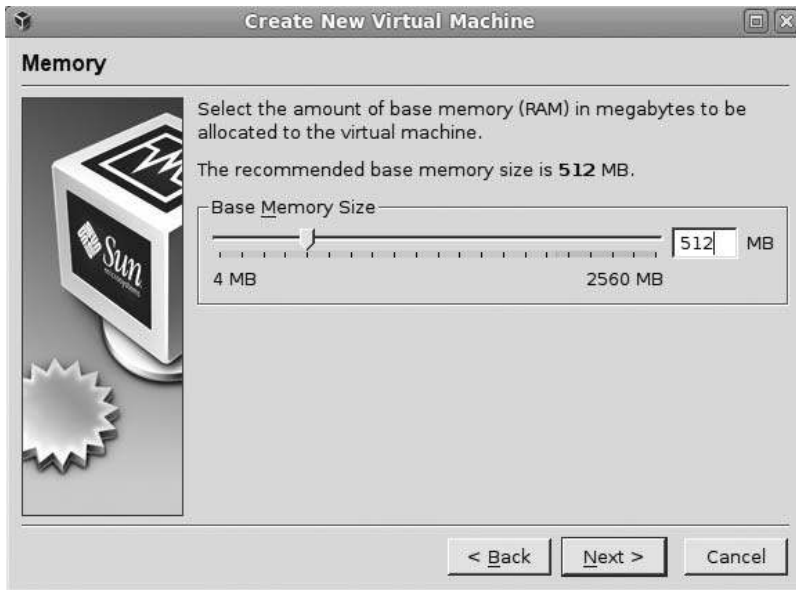 Create New Virtual Machine
Memory
Select the amount of base memory (RAM) in megabytes to be
allocated to the virtual machine.
The recommended base memory size is 512 MB.
Base Memory Size
512 MB
4 MB 2560 MB
Sun
microsystems
< Back Next > Cancel